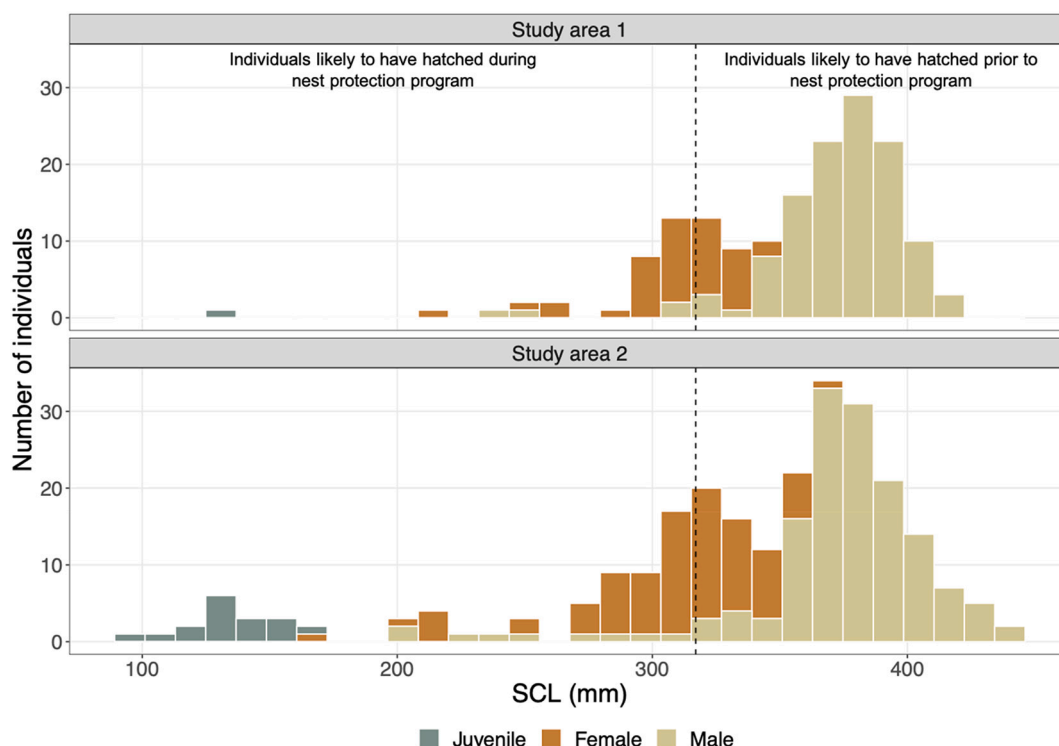 Study area 1
Individuals likely to have hatched during
nest protection program
Individuals likely to have hatched prior to
nest protection program
30
20
10
0
Study area 2
30
20
10
0
Number of individuals
100
200
300
400
SCL (mm)
Juvenile
Female
Male